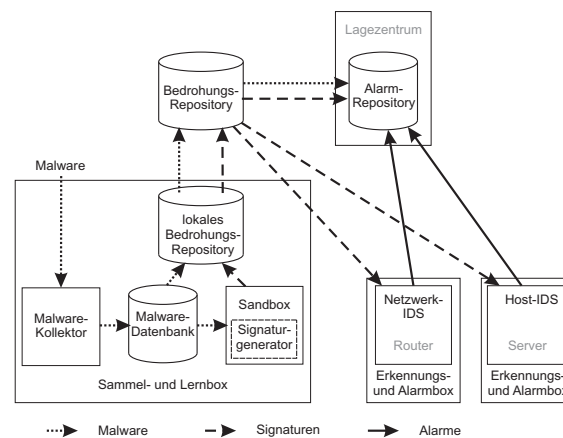 Lagezentrum
Bedrohungs-
Repository
Alarm-
Repository
Malware
lokales
Bedrohungs-
Repository
Malware-
Kollektor
Malware-
Datenbank
Sandbox
Signatur-
generator
Sammel- und Lernbox
Netzwerk-
IDS
Router
Erkennungs-
und Alarmbox
Host-IDS
Server
Erkennungs-
und Alarmbox
Malware
Signaturen
Alarme